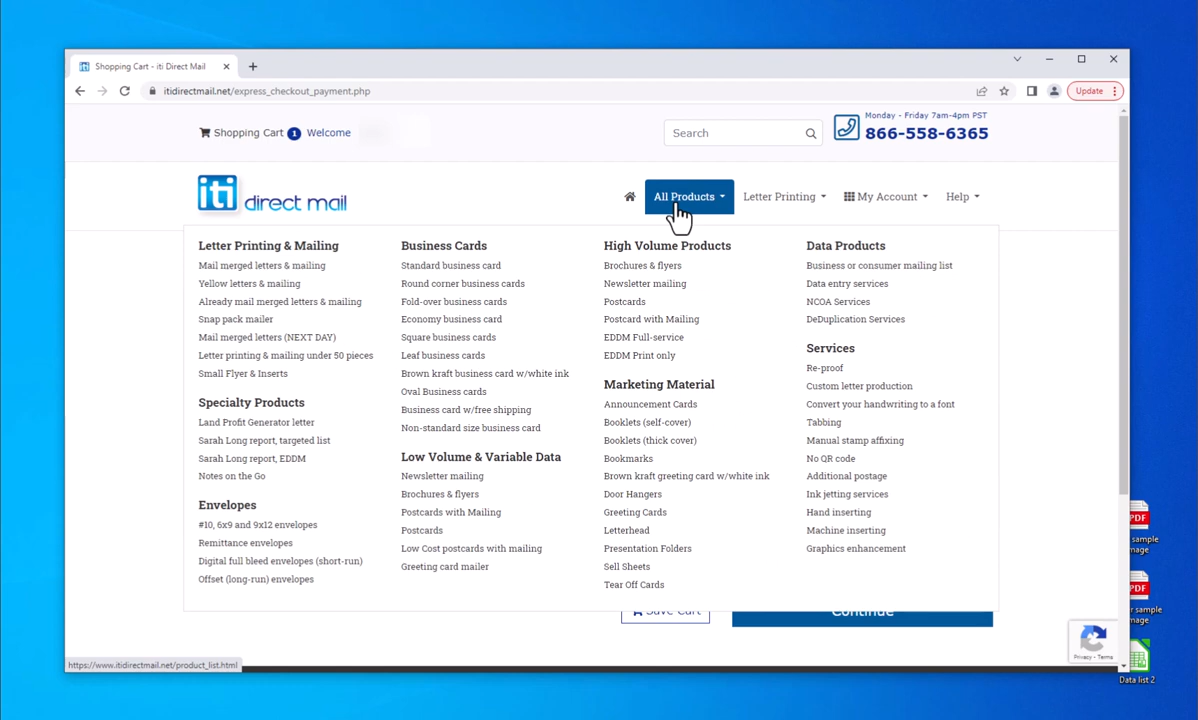 Shopping Cart - iti Direct Mail
itidirectmail.net/express_checkout_payment.php
Update
Shopping Cart 1 Welcome
Search
Monday - Friday 7am-4pm PST
866-558-6365
iti direct mail
All Products
Letter Printing
My Account
Help
Letter Printing & Mailing
Mail merged letters & mailing
Yellow letters & mailing
Already mail merged letters & mailing
Snap pack mailer
Mail merged letters (NEXT DAY)
Letter printing & mailing under 50 pieces
Small Flyer & Inserts
Specialty Products
Land Profit Generator letter
Sarah Long report, targeted list
Sarah Long report, EDDM
Notes on the Go
Envelopes
#10, 6x9 and 9x12 envelopes
Remittance envelopes
Digital full bleed envelopes (short-run)
Offset (long-run) envelopes
Business Cards
Standard business card
Round corner business cards
Fold-over business cards
Economy business card
Square business cards
Leaf business cards
Brown kraft business card w/white ink
Oval Business cards
Business card w/free shipping
Non-standard size business card
Low Volume & Variable Data
Newsletter mailing
Brochures & flyers
Postcards with Mailing
Postcards
Low Cost postcards with mailing
Greeting card mailer
High Volume Products
Brochures & flyers
Newsletter mailing
Postcards
Postcard with Mailing
EDDM Full-service
EDDM Print only
Marketing Material
Announcement Cards
Booklets (self-cover)
Booklets (thick cover)
Bookmarks
Brown kraft greeting card w/white ink
Door Hangers
Greeting Cards
Letterhead
Presentation Folders
Sell Sheets
Tear Off Cards
Data Products
Business or consumer mailing list
Data entry services
NCOA Services
DeDuplication Services
Services
Re-proof
Custom letter production
Convert your handwriting to a font
Tabbing
Manual stamp affixing
No QR code
Additional postage
Ink jetting services
Hand inserting
Machine inserting
Graphics enhancement
Save Cart
Continue
Privacy - Terms
https://www.itidirectmail.net/product_list.html
PDF
sample
mage
PDF
r sample
mage
Data list 2